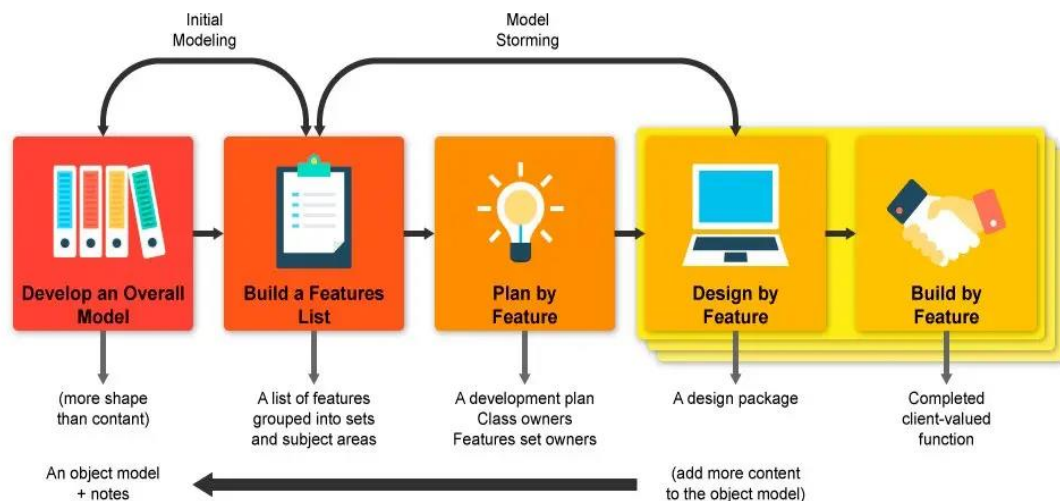 Initial
Modeling
Model
Storming
Develop an Overall
Model
Build a Features
List
Plan by
Feature
Design by
Feature
Build by
Feature
(more shape
than contant)
A list of features
grouped into sets
and subject areas
A development plan
Class owners
Features set owners
A design package
Completed
client-valued
function
An object model
+ notes
(add more content
to the object model)